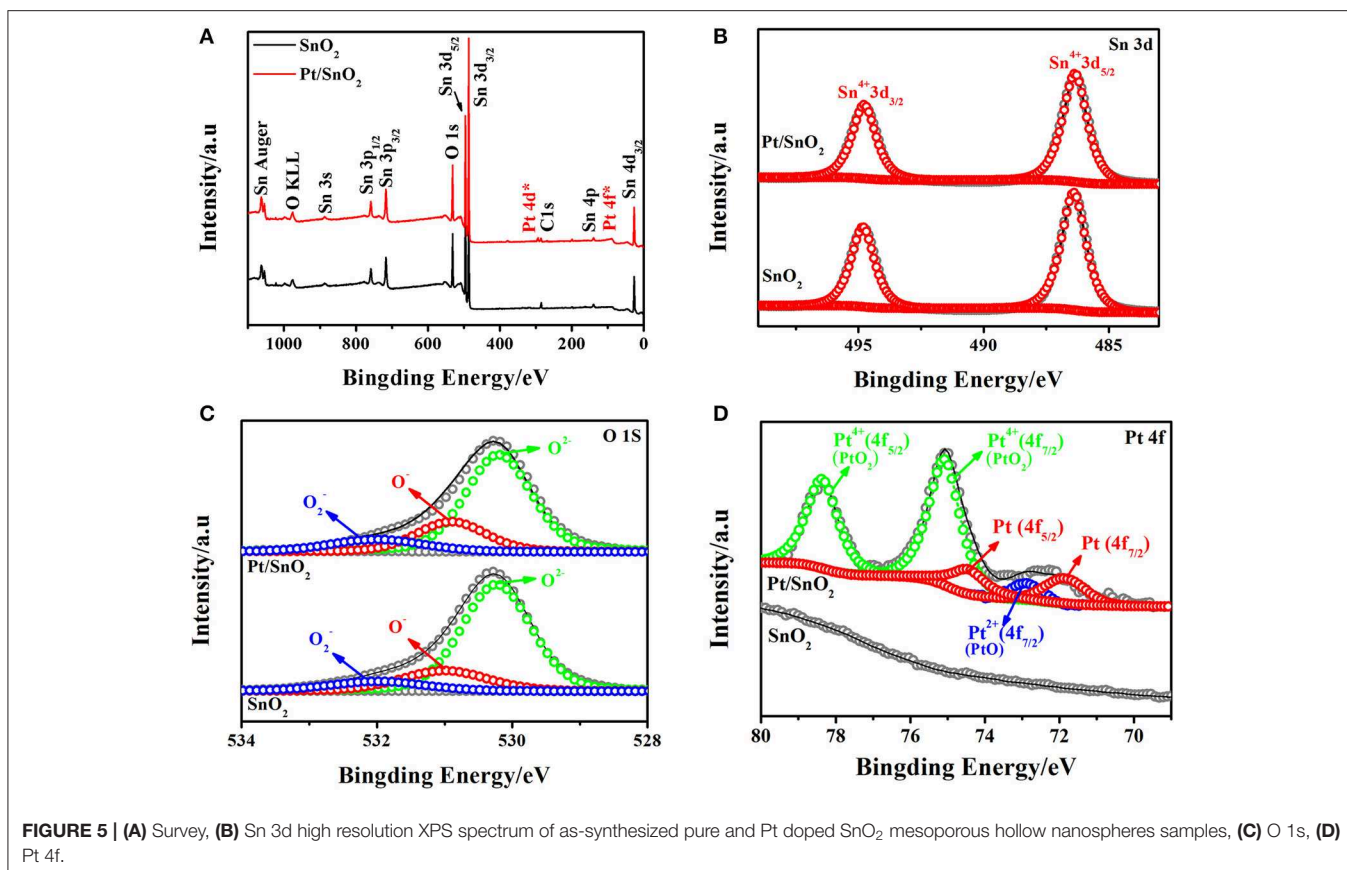 A
SnO₂
Pt/SnO₂
Sn Auger
O KLL
Sn 3s
Sn 3p₁/₂
Sn 3p₃/₂
O 1s
Sn 3d₅/₂
Sn 3d₃/₂
Pt 4d*
C1s
Sn 4p
Pt 4f*
Sn 4d₃/₂
Intensity/a.u
1000 800 600 400 200 0
Bingding Energy/eV
B
Sn 3d
Sn⁴⁺3d₃/₂
Sn⁴⁺3d₅/₂
Pt/SnO₂
SnO₂
Intensity/a.u
495 490 485
Bingding Energy/eV
C
O 1S
O²⁻
O⁻
O₂⁻
Pt/SnO₂
O²⁻
O⁻
O₂⁻
SnO₂
Intensity/a.u
534 532 530 528
Bingding Energy/eV
D
Pt 4f
Pt⁴⁺(4f₅/₂)
(PtO₂)
Pt⁴⁺(4f₇/₂)
(PtO₂)
Pt (4f₅/₂)
Pt (4f₇/₂)
Pt/SnO₂
Pt²⁺(4f₇/₂)
(PtO)
SnO₂
Intensity/a.u
80 78 76 74 72 70
Bingding Energy/eV
FIGURE 5 | (A) Survey, (B) Sn 3d high resolution XPS spectrum of as-synthesized pure and Pt doped SnO₂ mesoporous hollow nanospheres samples, (C) O 1s, (D)
Pt 4f.